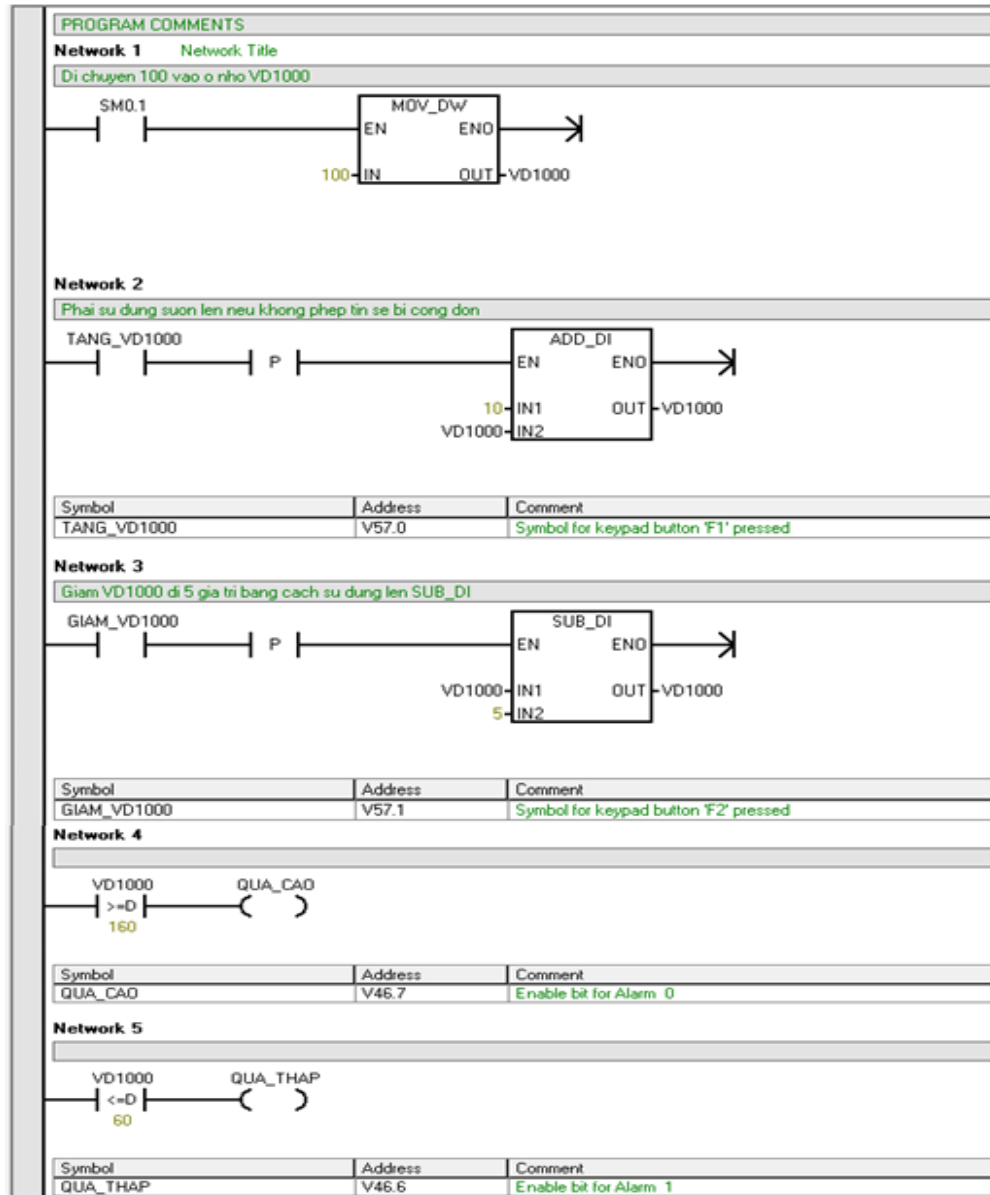 PROGRAM COMMENTS
Network 1 Network Title
Di chuyen 100 vao o nho VD1000
SM0.1
MOV_DW
EN ENO
100 IN OUT VD1000
Network 2
Phai su dung suon len neu khong phep tin se bi cong don
TANG_VD1000
P
ADD_DI
EN ENO
10 IN1 OUT VD1000
VD1000 IN2
Symbol Address Comment
TANG_VD1000 V57.0 Symbol for keypad button 'F1' pressed
Network 3
Giam VD1000 di 5 gia tri bang cach su dung len SUB_DI
GIAM_VD1000
P
SUB_DI
EN ENO
VD1000 IN1 OUT VD1000
5 IN2
Symbol Address Comment
GIAM_VD1000 V57.1 Symbol for keypad button 'F2' pressed
Network 4
VD1000 QUA_CAO
>=D
160
Symbol Address Comment
QUA_CAO V46.7 Enable bit for Alarm 0
Network 5
VD1000 QUA_THAP
<=D
60
Symbol Address Comment
QUA_THAP V46.6 Enable bit for Alarm 1